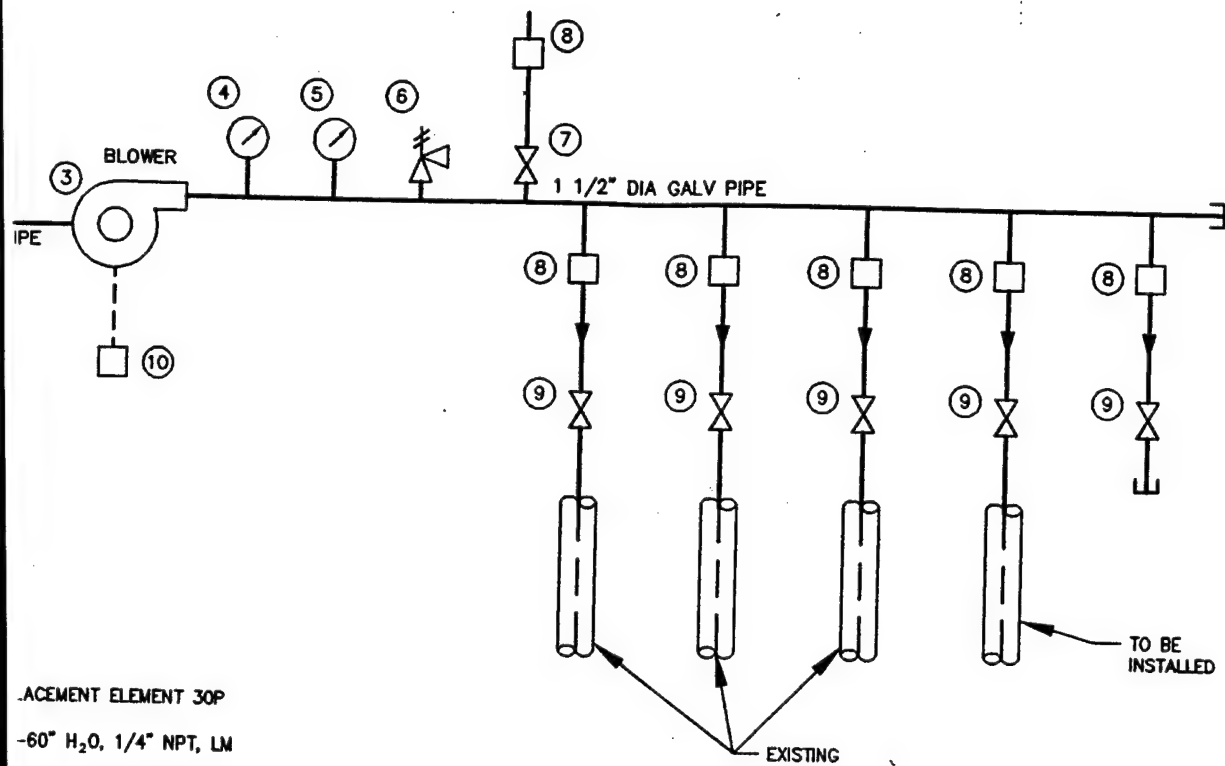 ⑧
④ ⑤ ⑥
⑦
③ BLOWER
1 1/2" DIA GALV PIPE
IPE
⑧ ⑧ ⑧ ⑧ ⑧
⑩
⑨ ⑨ ⑨ ⑨ ⑨
TO BE
INSTALLED
.ACEMENT ELEMENT 30P
-60" H₂O, 1/4" NPT, LM
EXISTING